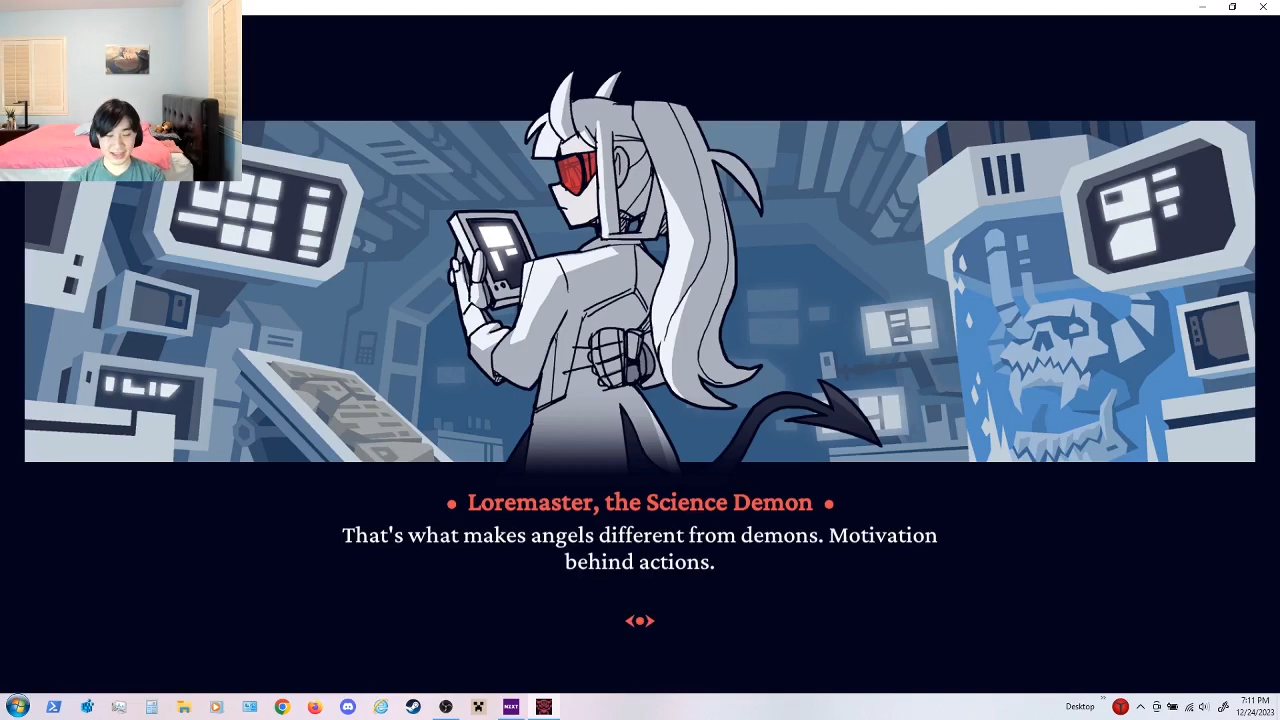 • Loremaster, the Science Demon •
That's what makes angels different from demons. Motivation
behind actions.
NEXT
Desktop
7:11 PM
12/24/2023